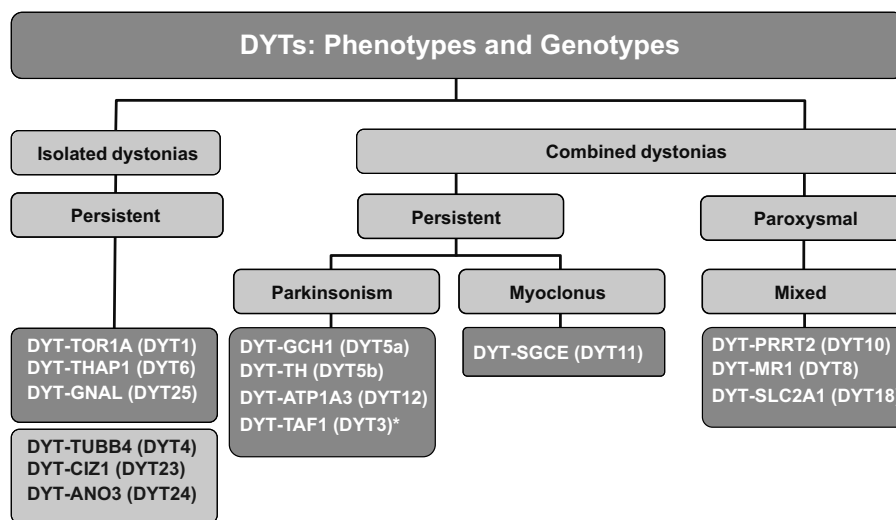 DYTs: Phenotypes and Genotypes
Isolated dystonias
Combined dystonias
Persistent
Persistent
Paroxysmal
Parkinsonism
Myoclonus
Mixed
DYT-TOR1A (DYT1)
DYT-THAP1 (DYT6)
DYT-GNAL (DYT25)
DYT-GCH1 (DYT5a)
DYT-TH (DYT5b)
DYT-ATP1A3 (DYT12)
DYT-TAF1 (DYT3)*
DYT-SGCE (DYT11)
DYT-PRRT2 (DYT10)
DYT-MR1 (DYT8)
DYT-SLC2A1 (DYT18
DYT-TUBB4 (DYT4)
DYT-CIZ1 (DYT23)
DYT-ANO3 (DYT24)